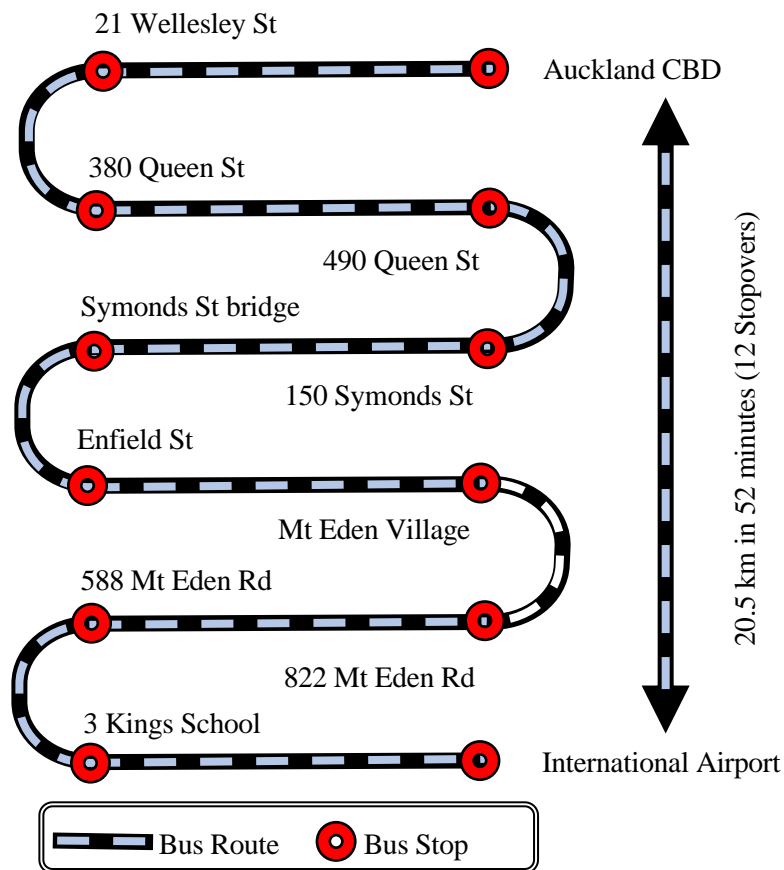 21 Wellesley St
Auckland CBD
380 Queen St
490 Queen St
Symonds St bridge
150 Symonds St
Enfield St
Mt Eden Village
588 Mt Eden Rd
822 Mt Eden Rd
3 Kings School
International Airport
20.5 km in 52 minutes (12 Stopovers)
Bus Route
Bus Stop